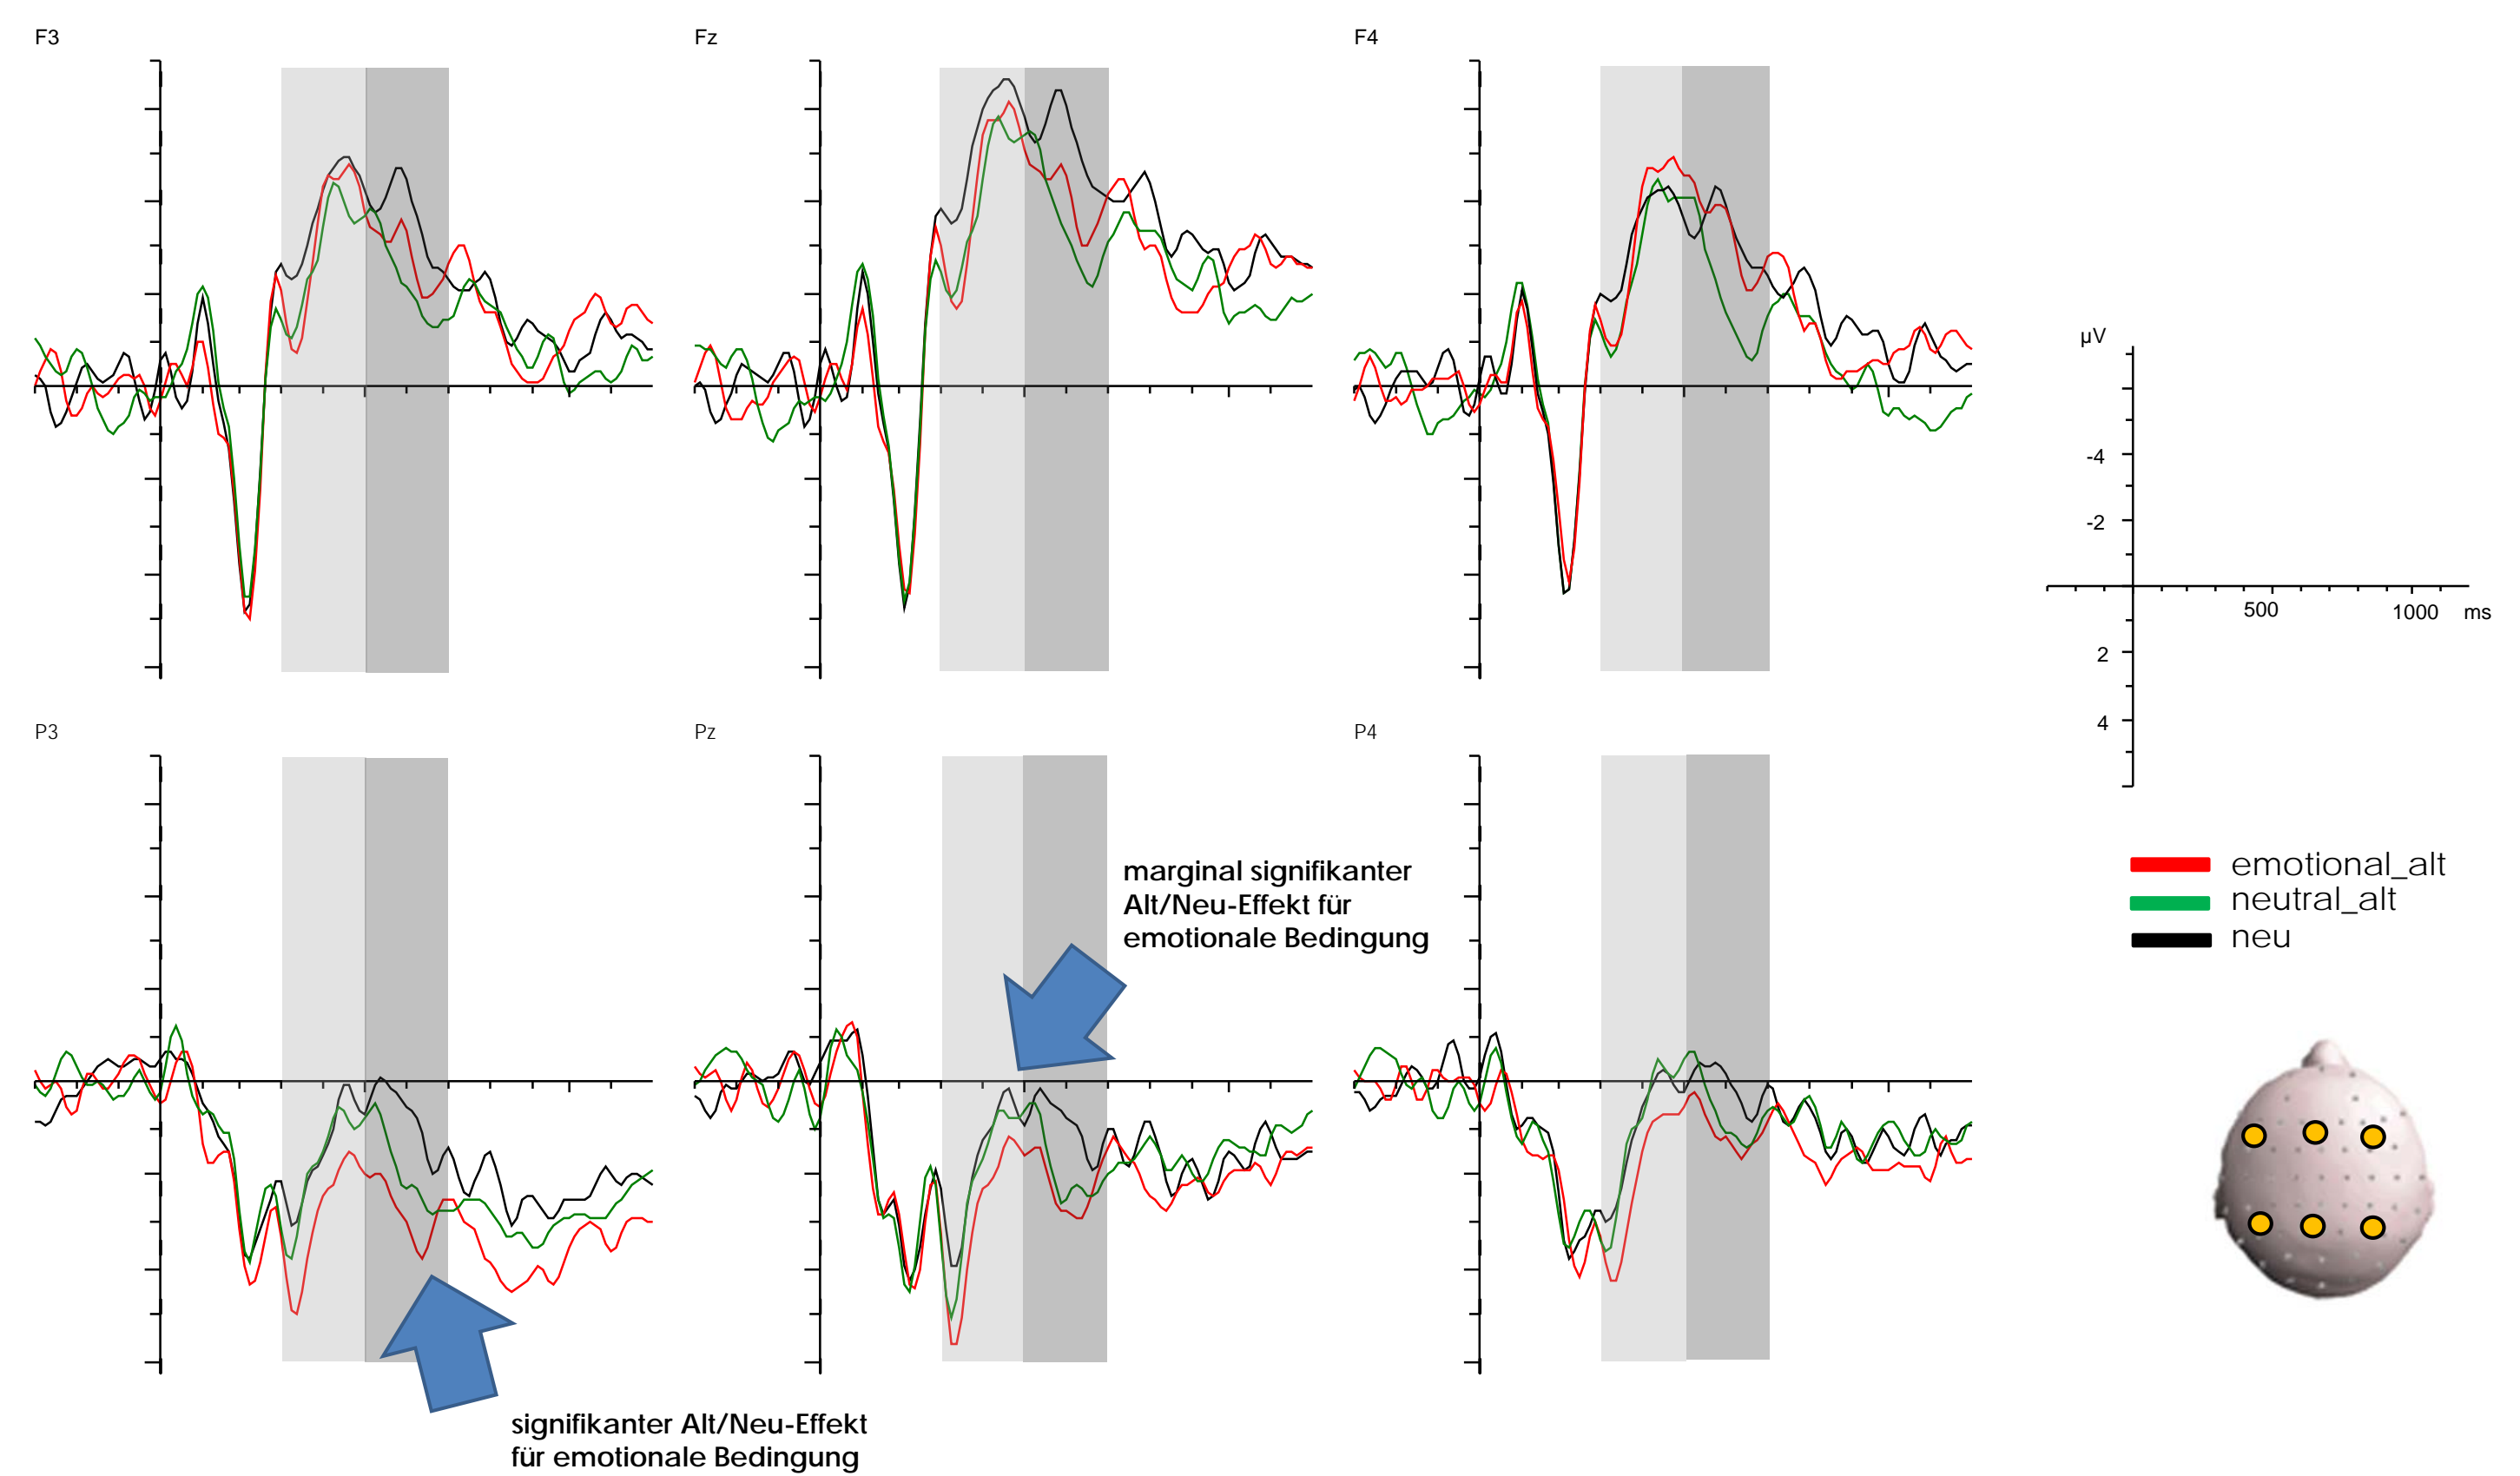 F3
Fz
F4
µV
-4
-2
500
1000
ms
2
4
P3
Pz
P4
marginal signifikanter
Alt/Neu-Effekt für
emotionale Bedingung
emotional_alt
neutral_alt
neu
signifikanter Alt/Neu-Effekt
für emotionale Bedingung